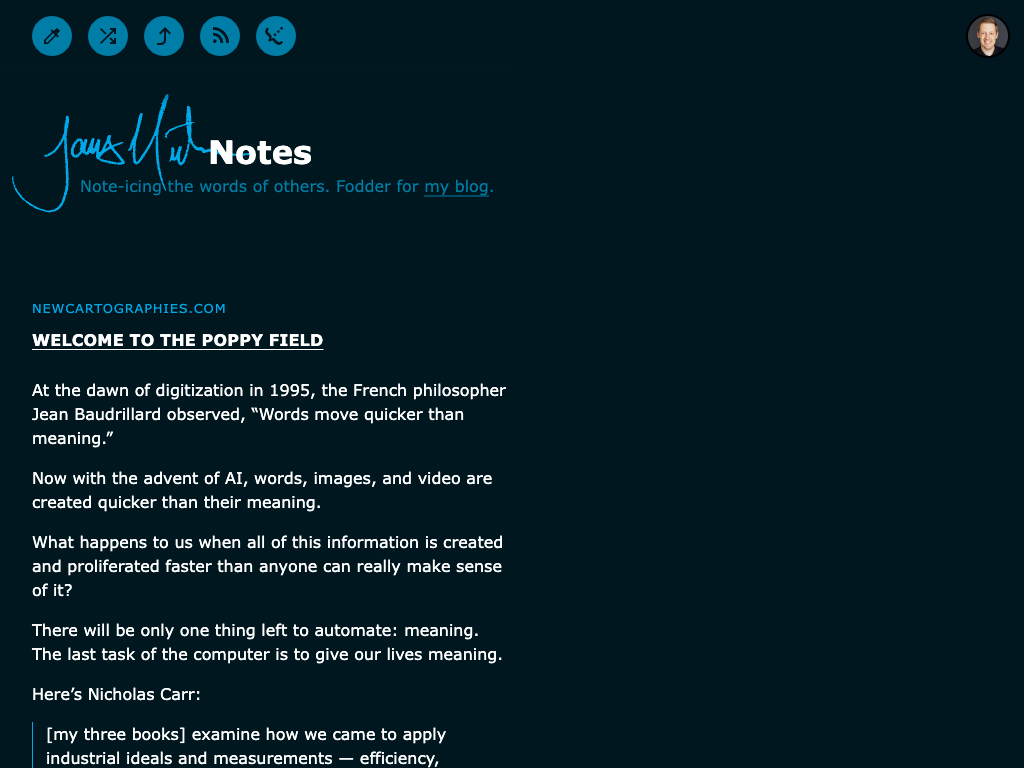 Notes
Note-icing the words of others. Fodder for my blog.
NEWCARTOGRAPHIES.COM
WELCOME TO THE POPPY FIELD
At the dawn of digitization in 1995, the French philosopher
Jean Baudrillard observed, “Words move quicker than
meaning.”
Now with the advent of AI, words, images, and video are
created quicker than their meaning.
What happens to us when all of this information is created
and proliferated faster than anyone can really make sense
of it?
There will be only one thing left to automate: meaning.
The last task of the computer is to give our lives meaning.
Here’s Nicholas Carr:
[my three books] examine how we came to apply
industrial ideals and measurements — efficiency,